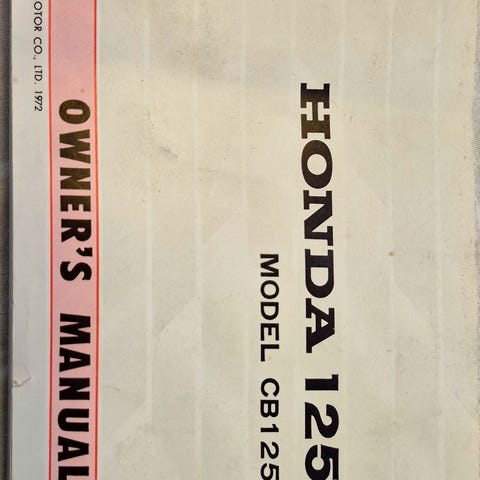 HONDA 125
MODEL CB125
OWNER'S MANUAL
OTOR CO., LTD. 1972